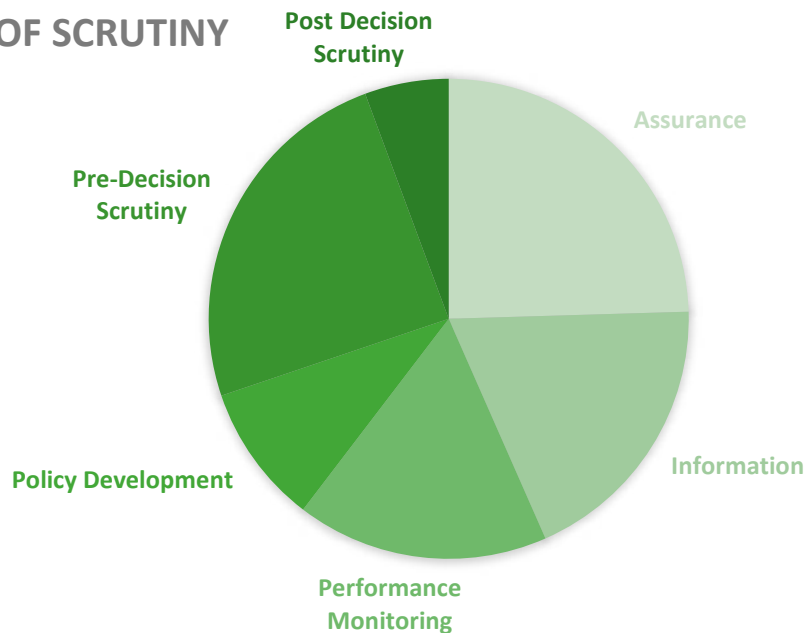 OF SCRUTINY
Post Decision
Scrutiny
Assurance
Pre-Decision
Scrutiny
Information
Policy Development
Performance
Monitoring